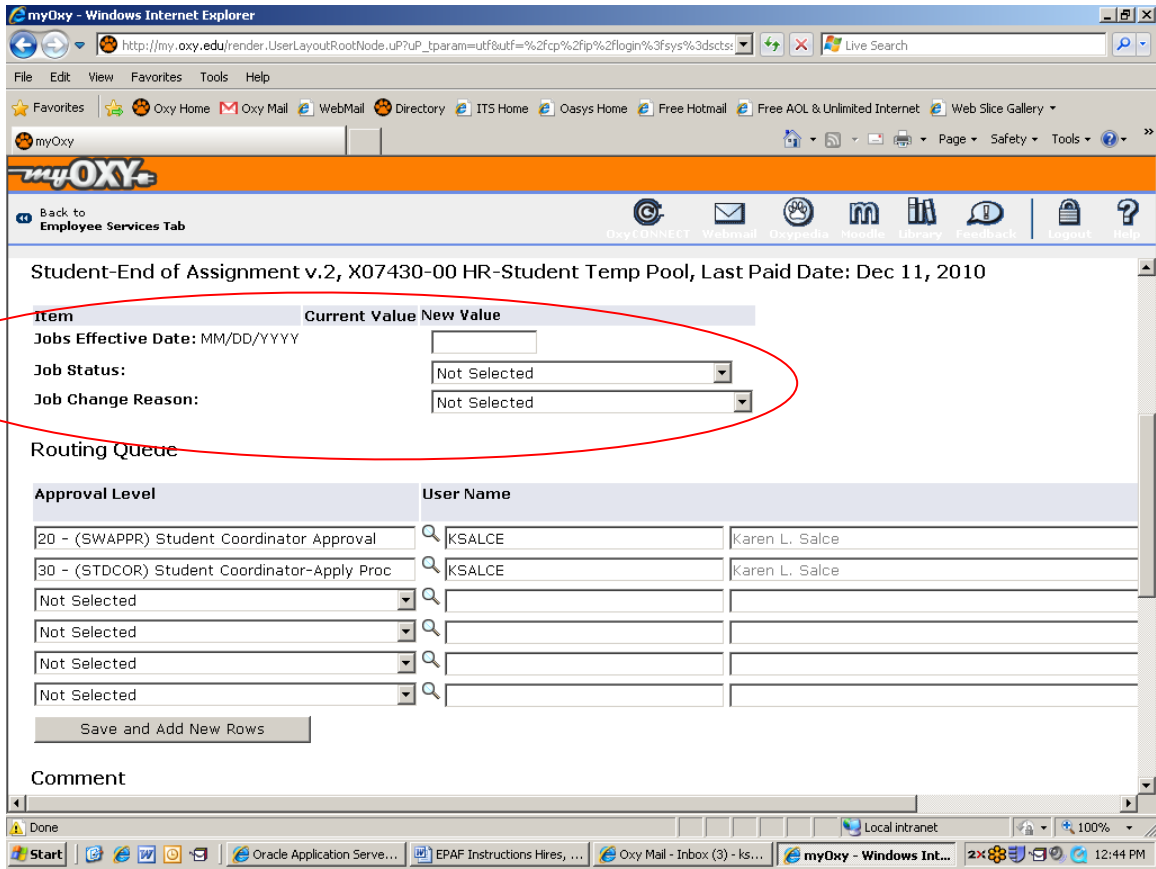 myOxy - Windows Internet Explorer
http://my.oxy.edu/render.UserLayoutRootNode.uP?uP_tparam=utf&utf=%2fcp%2fip%2flogin%3fsys%3dscts:
Live Search
File Edit View Favorites Tools Help
Favorites Oxy Home Oxy Mail WebMail Directory ITS Home Oasys Home Free Hotmail Free AOL & Unlimited Internet Web Slice Gallery
myOxy Page Safety Tools »
myOXY
Back to
Employee Services Tab
OxyCONNECT Webmail Oxypedia Moodle Library Feedback Logout Help
Student-End of Assignment v.2, X07430-00 HR-Student Temp Pool, Last Paid Date: Dec 11, 2010
Item Current Value New Value
Jobs Effective Date: MM/DD/YYYY
Job Status: Not Selected
Job Change Reason: Not Selected
Routing Queue
Approval Level User Name
20 - (SWAPPR) Student Coordinator Approval KSALCE Karen L. Salce
30 - (STDCOR) Student Coordinator-Apply Proc KSALCE Karen L. Salce
Not Selected
Not Selected
Not Selected
Not Selected
Save and Add New Rows
Comment
Done Local intranet 100%
Start Oracle Application Serve... EPAF Instructions Hires, ... Oxy Mail - Inbox (3) - ks... myOxy - Windows Int... 12:44 PM